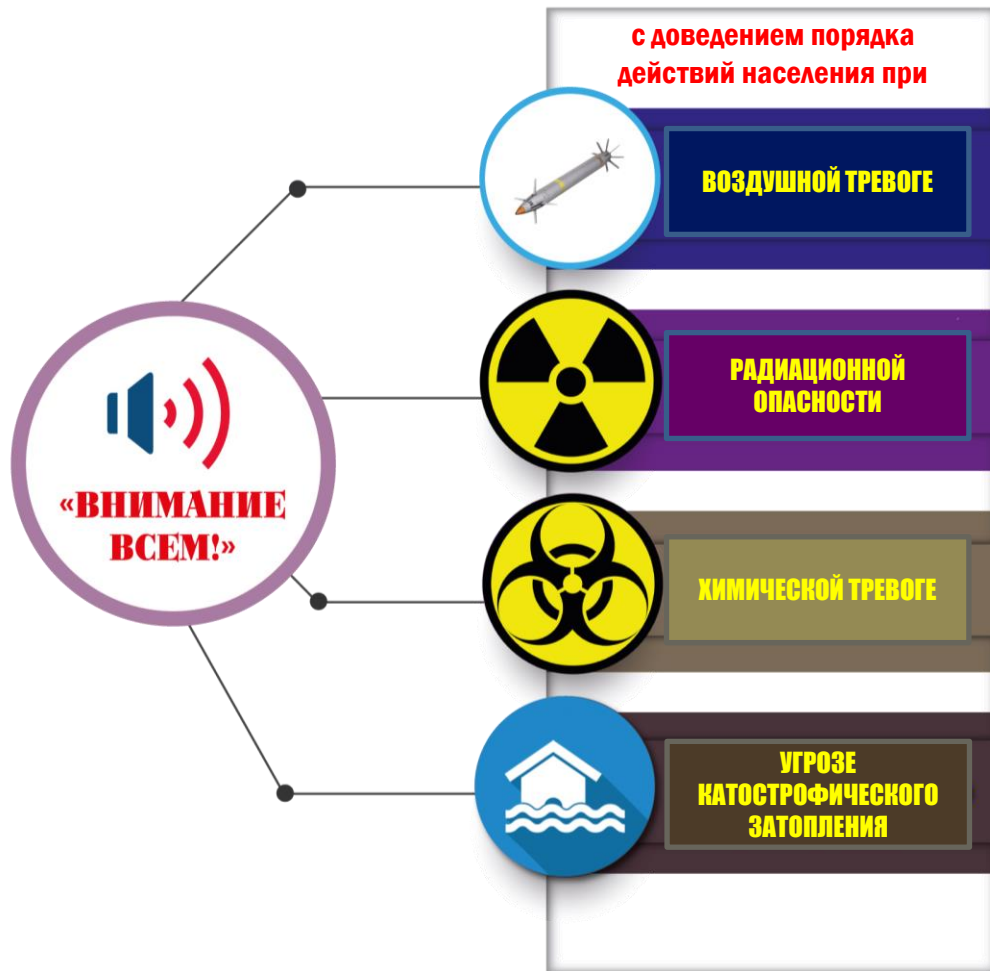 с доведением порядка
действий населения при
ВОЗДУШНОЙ ТРЕВОГЕ
РАДИАЦИОННОЙ
ОПАСНОСТИ
«ВНИМАНИЕ
ВСЕМ!»
ХИМИЧЕСКОЙ ТРЕВОГЕ
УГРОЗЕ
КАТОСТРОФИЧЕСКОГО
ЗАТОПЛЕНИЯ